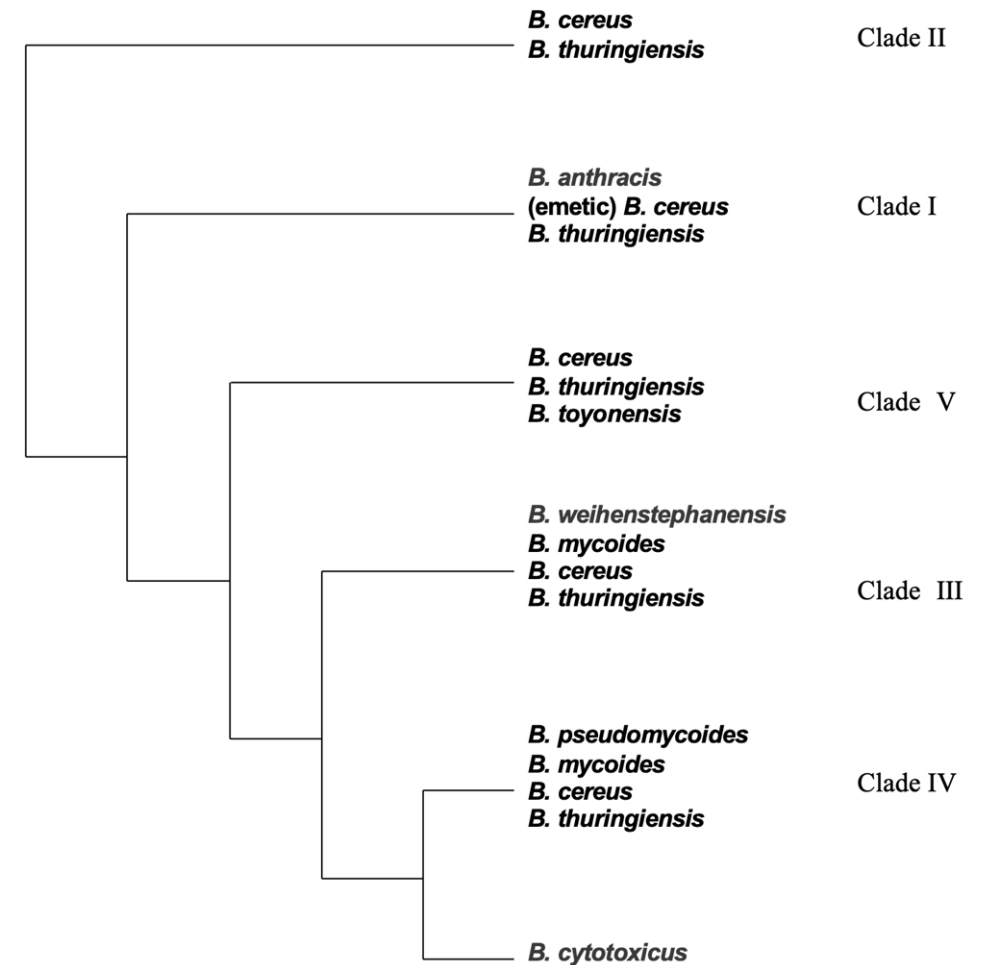 B. cereus
B. thuringiensis
Clade II
B. anthracis
(emetic) B. cereus
B. thuringiensis
Clade I
B. cereus
B. thuringiensis
B. toyonensis
Clade V
B. weihenstephanensis
B. mycoides
B. cereus
B. thuringiensis
Clade III
B. pseudomycoides
B. mycoides
B. cereus
B. thuringiensis
Clade IV
B. cytotoxicus